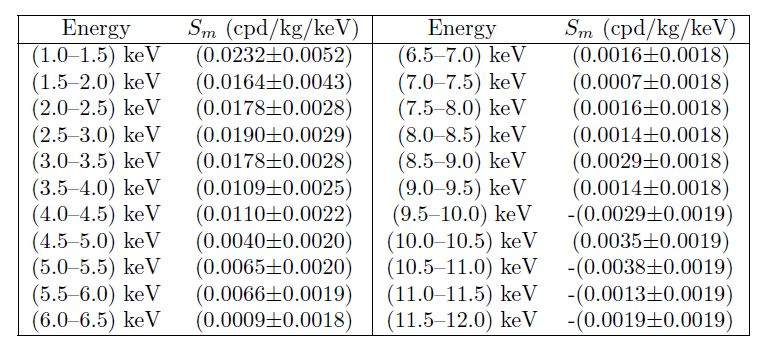 Energy Sm (cpd/kg/keV) Energy Sm (cpd/kg/keV)
(1.0–1.5) keV (0.0232±0.0052) (6.5–7.0) keV (0.0016±0.0018)
(1.5–2.0) keV (0.0164±0.0043) (7.0–7.5) keV (0.0007±0.0018)
(2.0–2.5) keV (0.0178±0.0028) (7.5–8.0) keV (0.0016±0.0018)
(2.5–3.0) keV (0.0190±0.0029) (8.0–8.5) keV (0.0014±0.0018)
(3.0–3.5) keV (0.0178±0.0028) (8.5–9.0) keV (0.0029±0.0018)
(3.5–4.0) keV (0.0109±0.0025) (9.0–9.5) keV (0.0014±0.0018)
(4.0–4.5) keV (0.0110±0.0022) (9.5–10.0) keV -(0.0029±0.0019)
(4.5–5.0) keV (0.0040±0.0020) (10.0–10.5) keV (0.0035±0.0019)
(5.0–5.5) keV (0.0065±0.0020) (10.5–11.0) keV -(0.0038±0.0019)
(5.5–6.0) keV (0.0066±0.0019) (11.0–11.5) keV -(0.0013±0.0019)
(6.0–6.5) keV (0.0009±0.0018) (11.5–12.0) keV -(0.0019±0.0019)